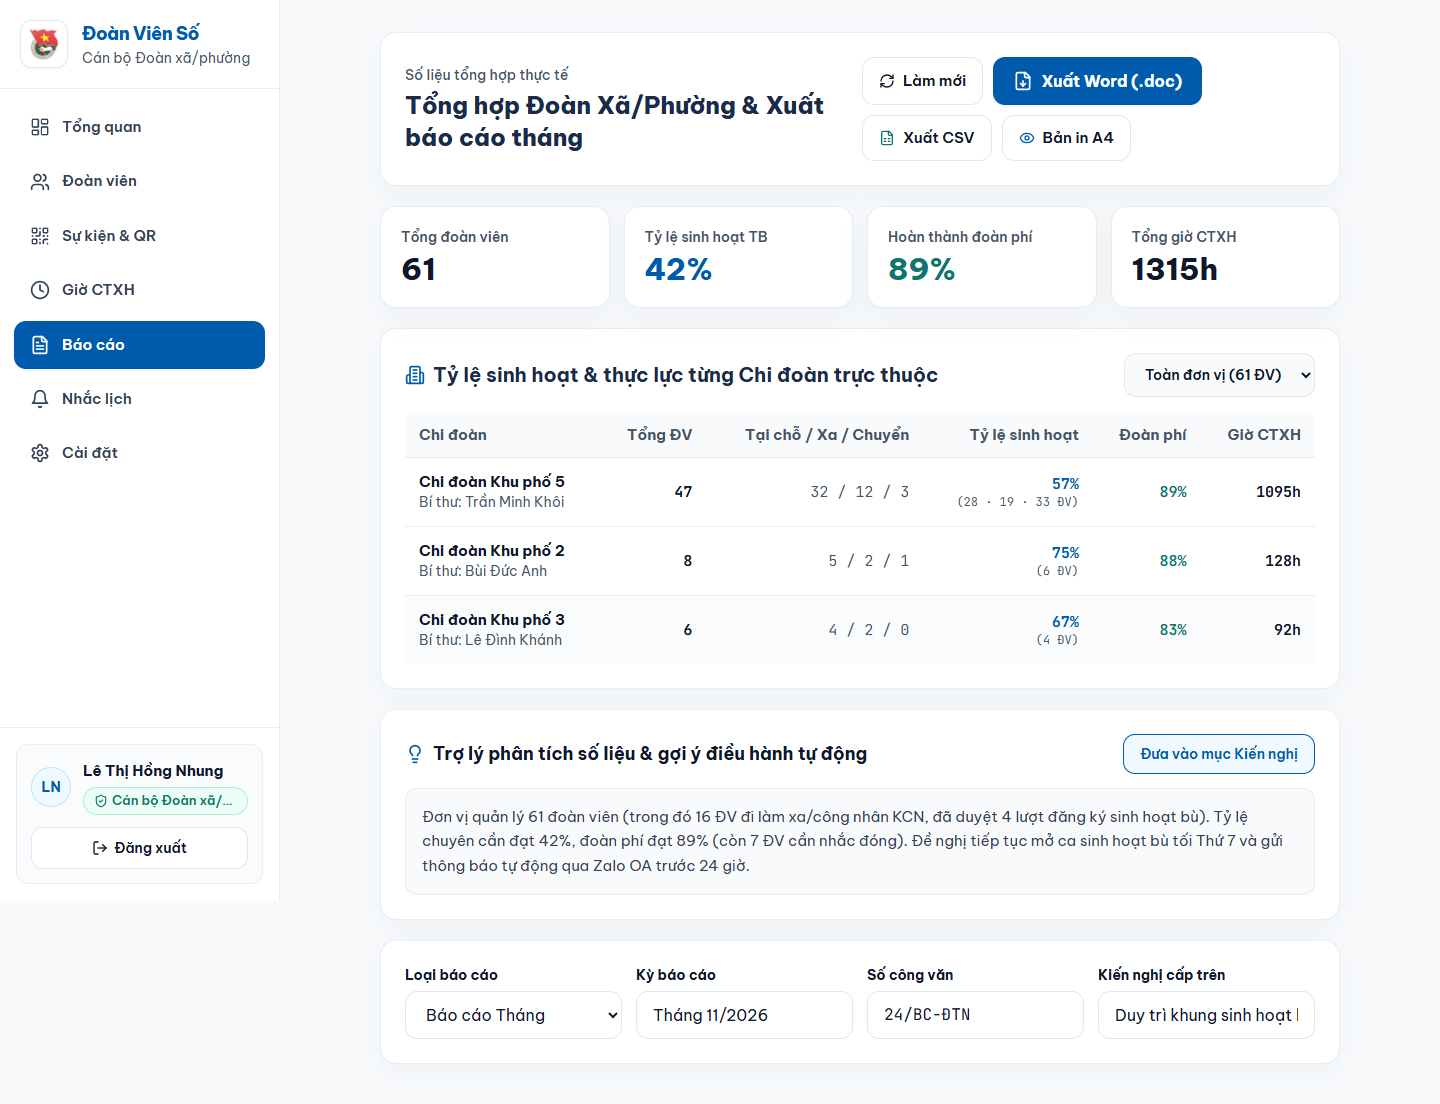 Đoàn Viên Số
Cán bộ Đoàn xã/phường
Tổng quan
Đoàn viên
Sự kiện & QR
Giờ CTXH
Báo cáo
Nhắc lịch
Cài đặt
LN
Lê Thị Hồng Nhung
Cán bộ Đoàn xã/...
Đăng xuất
Số liệu tổng hợp thực tế
Tổng hợp Đoàn Xã/Phường & Xuất
báo cáo tháng
Làm mới
Xuất Word (.doc)
Xuất CSV
Bản in A4
Tổng đoàn viên
61
Tỷ lệ sinh hoạt TB
42%
Hoàn thành đoàn phí
89%
Tổng giờ CTXH
1315h
Tỷ lệ sinh hoạt & thực lực từng Chi đoàn trực thuộc
Toàn đơn vị (61 ĐV)
Chi đoàn Tổng ĐV Tại chỗ / Xa / Chuyển Tỷ lệ sinh hoạt Đoàn phí Giờ CTXH
Chi đoàn Khu phố 5
Bí thư: Trần Minh Khôi
47 32 / 12 / 3 57% 89% 1095h
(28 · 19 · 33 ĐV)
Chi đoàn Khu phố 2
Bí thư: Bùi Đức Anh
8 5 / 2 / 1 75% 88% 128h
(6 ĐV)
Chi đoàn Khu phố 3
Bí thư: Lê Đình Khánh
6 4 / 2 / 0 67% 83% 92h
(4 ĐV)
Trợ lý phân tích số liệu & gợi ý điều hành tự động
Đưa vào mục Kiến nghị
Đơn vị quản lý 61 đoàn viên (trong đó 16 ĐV đi làm xa/công nhân KCN, đã duyệt 4 lượt đăng ký sinh hoạt bù). Tỷ lệ
chuyên cần đạt 42%, đoàn phí đạt 89% (còn 7 ĐV cần nhắc đóng). Đề nghị tiếp tục mở ca sinh hoạt bù tối Thứ 7 và gửi
thông báo tự động qua Zalo OA trước 24 giờ.
Loại báo cáo
Báo cáo Tháng
Kỳ báo cáo
Tháng 11/2026
Số công văn
24/BC-ĐTN
Kiến nghị cấp trên
Duy trì khung sinh hoạt